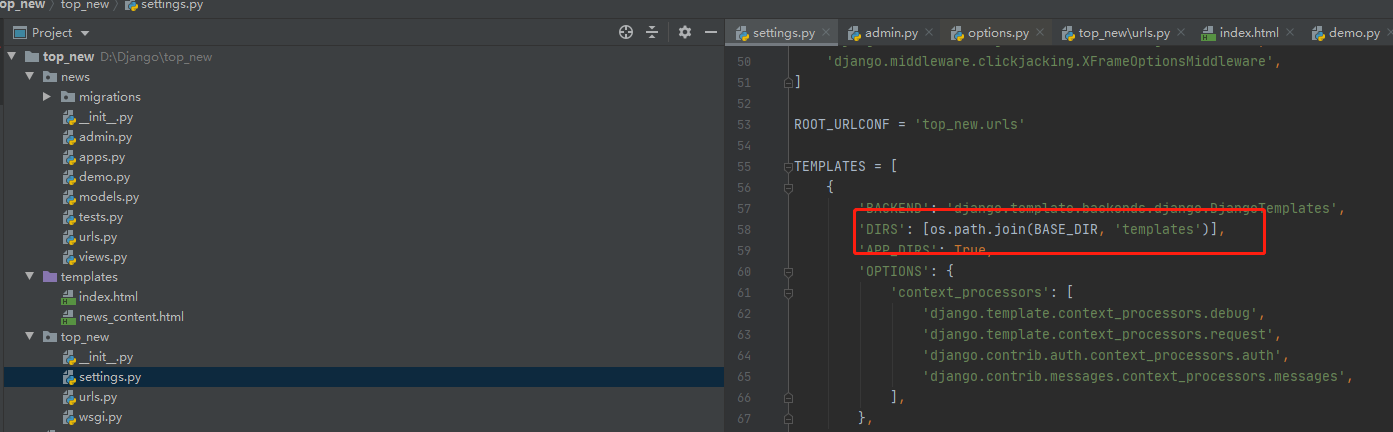 op_new top_new settings.py
Project
top_new D:\Django\top_new
news
migrations
__init__.py
admin.py
apps.py
demo.py
models.py
tests.py
urls.py
views.py
templates
index.html
news_content.html
top_new
__init__.py
settings.py
urls.py
wsgi.py
settings.py admin.py options.py top_new\urls.py index.html demo.py
50 
51 'django.middleware.clickjacking.XFrameOptionsMiddleware',
52 ]
53 ROOT_URLCONF = 'top_new.urls'
54
55 TEMPLATES = [
56 {
57 'BACKEND': 'django.template.backends.django.DjangoTemplates',
58 'DIRS': [os.path.join(BASE_DIR, 'templates')],
59 'APP_DIRS': True,
60 'OPTIONS': {
61 'context_processors': [
62 'django.template.context_processors.debug',
63 'django.template.context_processors.request',
64 'django.contrib.auth.context_processors.auth',
65 'django.contrib.messages.context_processors.messages',
66 ],
67 },